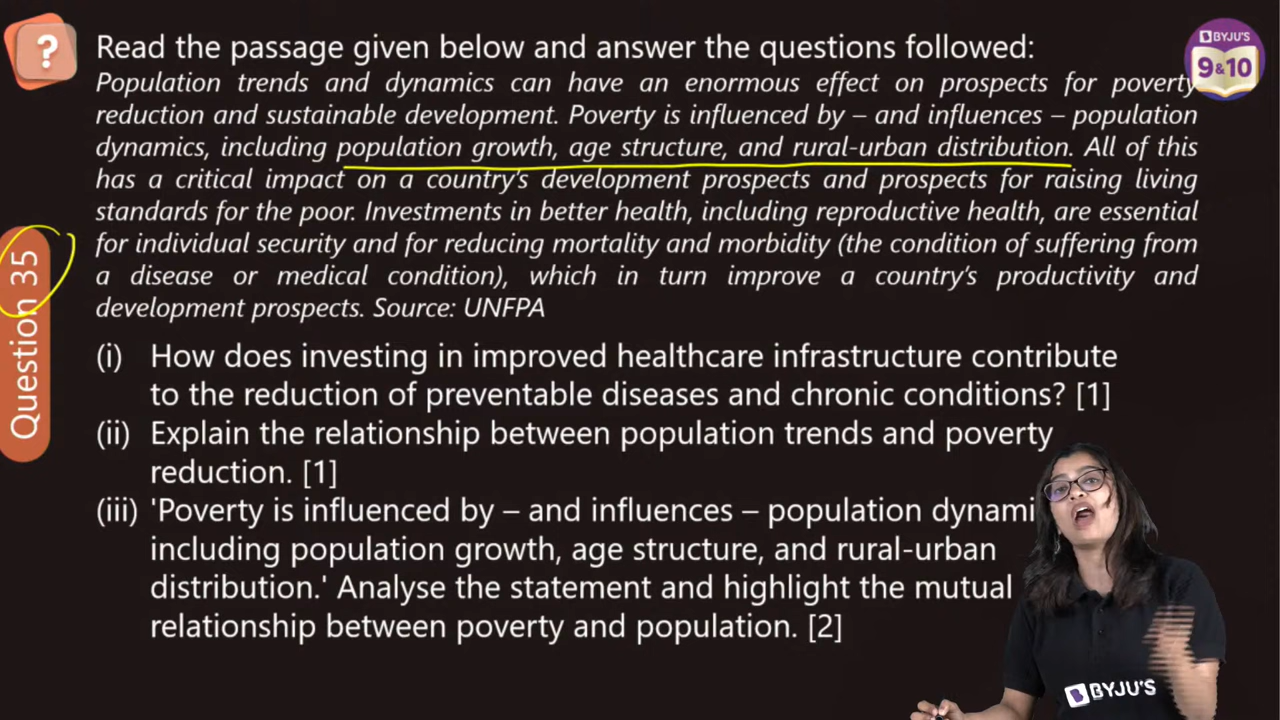 ?
Read the passage given below and answer the questions followed:
BYJU'S
9&10
Population trends and dynamics can have an enormous effect on prospects for poverty
reduction and sustainable development. Poverty is influenced by – and influences – population
dynamics, including population growth, age structure, and rural-urban distribution. All of this
has a critical impact on a country's development prospects and prospects for raising living
standards for the poor. Investments in better health, including reproductive health, are essential
for individual security and for reducing mortality and morbidity (the condition of suffering from
a disease or medical condition), which in turn improve a country's productivity and
development prospects. Source: UNFPA
Question 35
(i) How does investing in improved healthcare infrastructure contribute
to the reduction of preventable diseases and chronic conditions? [1]
(ii) Explain the relationship between population trends and poverty
reduction. [1]
(iii) 'Poverty is influenced by – and influences – population dynami
including population growth, age structure, and rural-urban
distribution.' Analyse the statement and highlight the mutual
relationship between poverty and population. [2]
BYJU'S